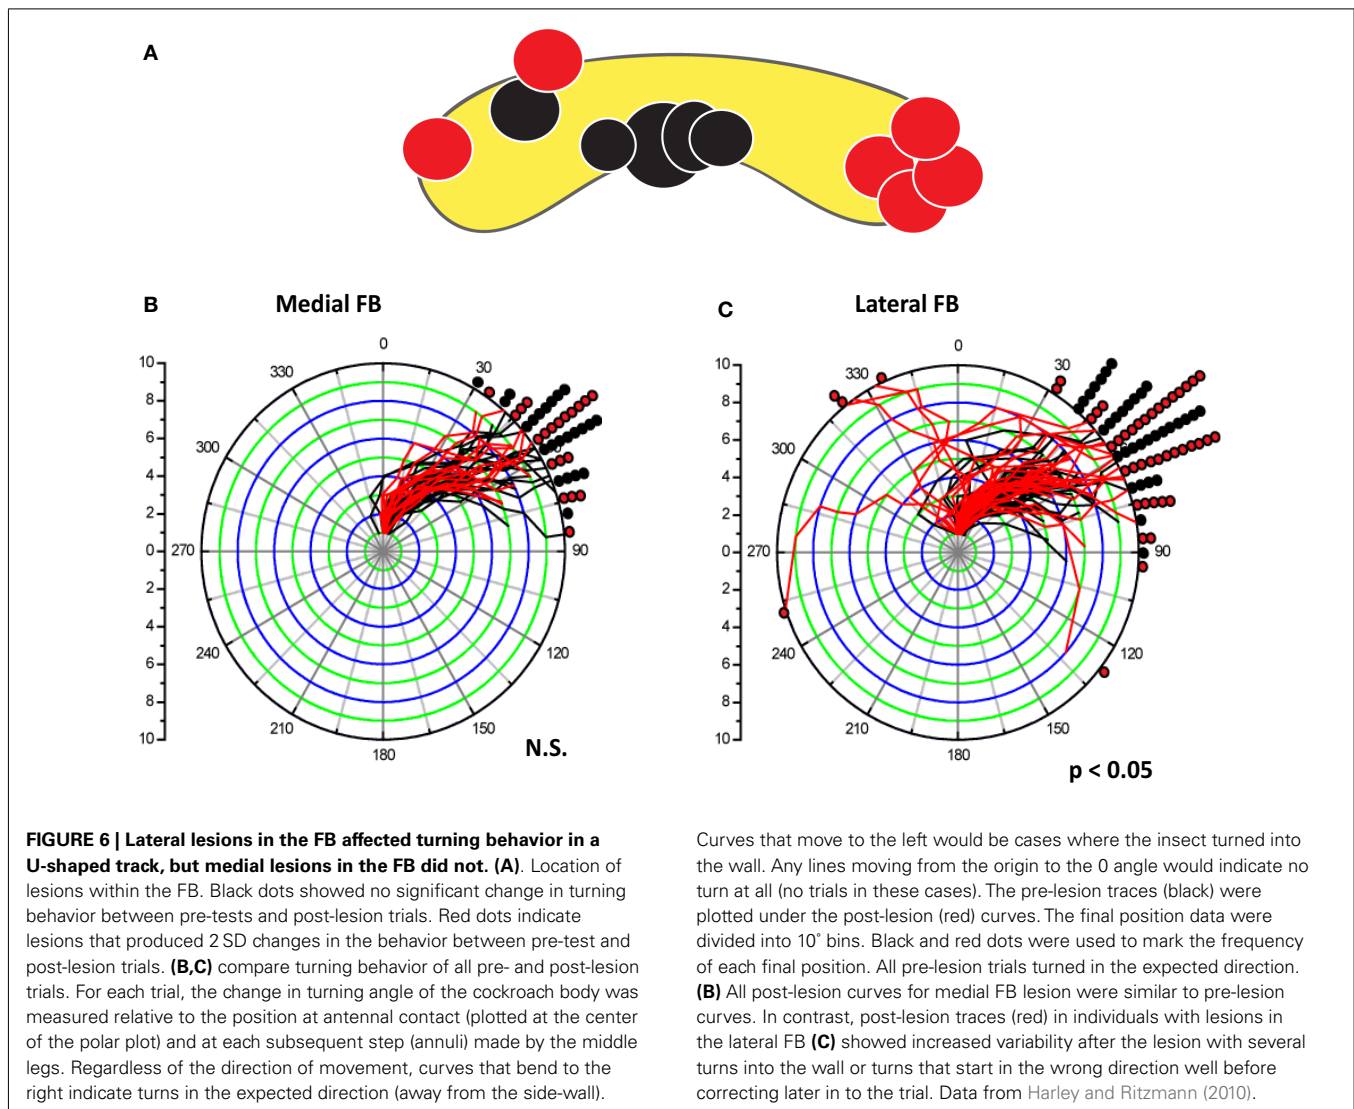 A
B
Medial FB
C
Lateral FB
0
30
90
120
150
180
210
240
270
300
330
10
8
6
4
2
0
2
4
6
8
10
N.S.
0
30
90
120
150
180
210
240
270
300
330
10
8
6
4
2
0
2
4
6
8
10
p < 0.05
FIGURE 6 | Lateral lesions in the FB affected turning behavior in a
U-shaped track, but medial lesions in the FB did not. (A). Location of
lesions within the FB. Black dots showed no significant change in turning
behavior between pre-tests and post-lesion trials. Red dots indicate
lesions that produced 2 SD changes in the behavior between pre-test and
post-lesion trials. (B,C) compare turning behavior of all pre- and post-lesion
trials. For each trial, the change in turning angle of the cockroach body was
measured relative to the position at antennal contact (plotted at the center
of the polar plot) and at each subsequent step (annuli) made by the middle
legs. Regardless of the direction of movement, curves that bend to the
right indicate turns in the expected direction (away from the side-wall).
Curves that move to the left would be cases where the insect turned into
the wall. Any lines moving from the origin to the 0 angle would indicate no
turn at all (no trials in these cases). The pre-lesion traces (black) were
plotted under the post-lesion (red) curves. The final position data were
divided into 10° bins. Black and red dots were used to mark the frequency
of each final position. All pre-lesion trials turned in the expected direction.
(B) All post-lesion curves for medial FB lesion were similar to pre-lesion
curves. In contrast, post-lesion traces (red) in individuals with lesions in
the lateral FB (C) showed increased variability after the lesion with several
turns into the wall or turns that start in the wrong direction well before
correcting later in to the trial. Data from Harley and Ritzmann (2010).